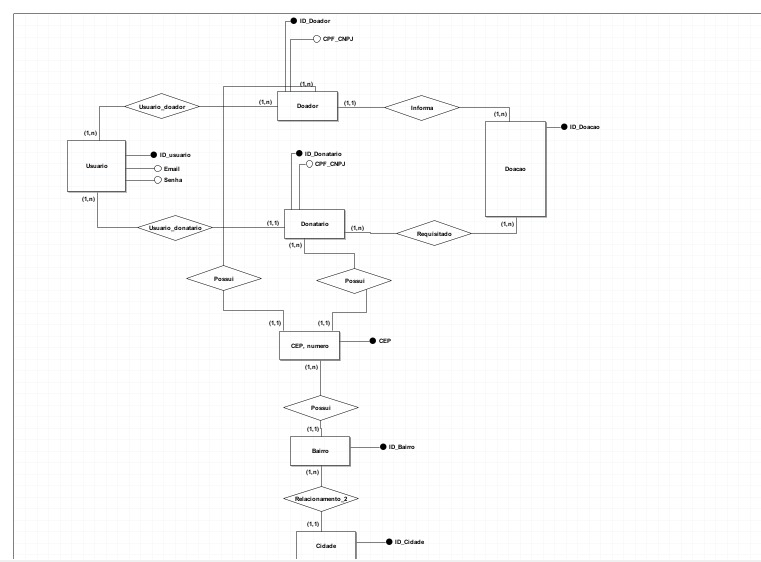 ID_Doador
CPF_CNPJ
(1,n)
Usuario_doador
(1,n)
Doador
(1,1)
Informa
(1,n)
ID_Doacao
(1,n)
Usuario
ID_usuario
Email
Senha
(1,n)
ID_Donatario
CPF_CNPJ
Doacao
Usuario_donatario
(1,1)
Donatario
(1,n)
Requisitado
(1,n)
(1,n)
Possui
Possui
(1,1)
(1,1)
CEP, numero
CEP
(1,n)
Possui
(1,1)
Bairro
ID_Bairro
(1,n)
Relacionamento_2
(1,1)
Cidade
ID_Cidade